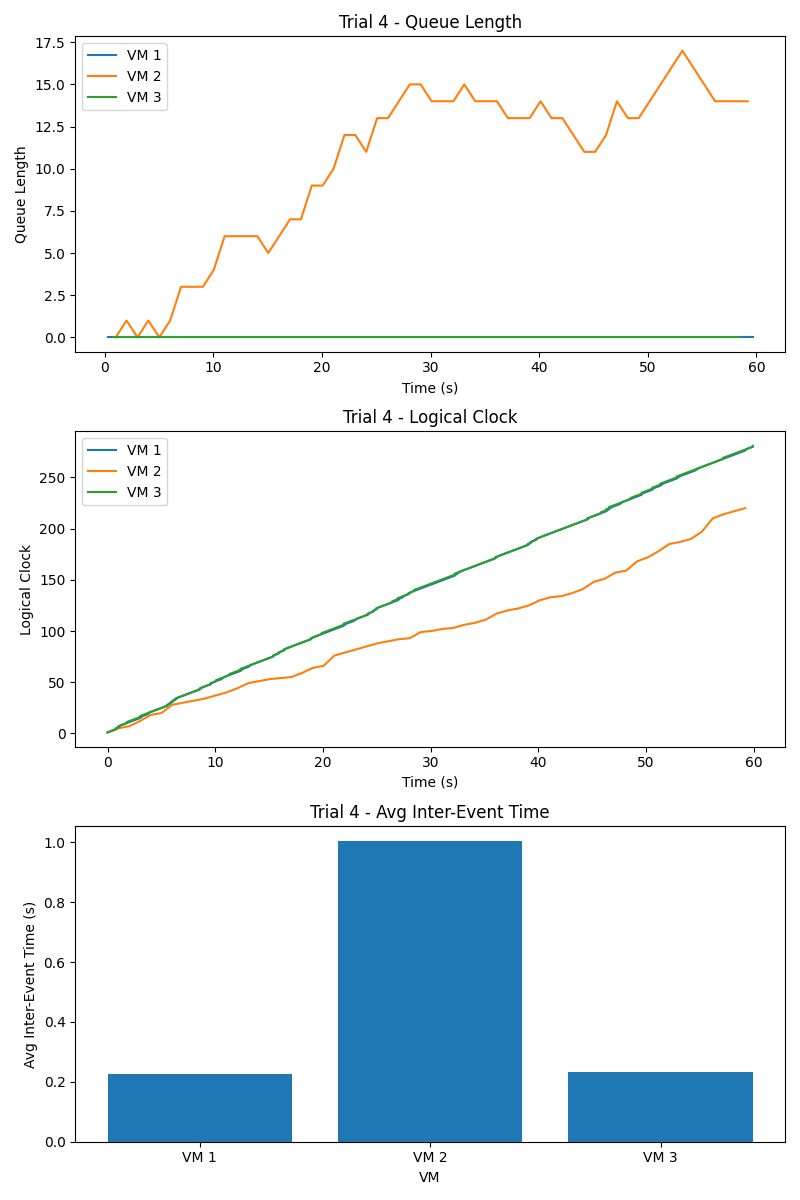 Trial 4 - Queue Length
17.5
15.0
12.5
10.0
7.5
5.0
2.5
0.0
Queue Length
VM 1
VM 2
VM 3
0 10 20 30 40 50 60
Time (s)
Trial 4 - Logical Clock
250
200
150
100
50
0
Logical Clock
VM 1
VM 2
VM 3
0 10 20 30 40 50 60
Time (s)
Trial 4 - Avg Inter-Event Time
1.0
0.8
0.6
0.4
0.2
0.0
Avg Inter-Event Time (s)
VM 1 VM 2 VM 3
VM